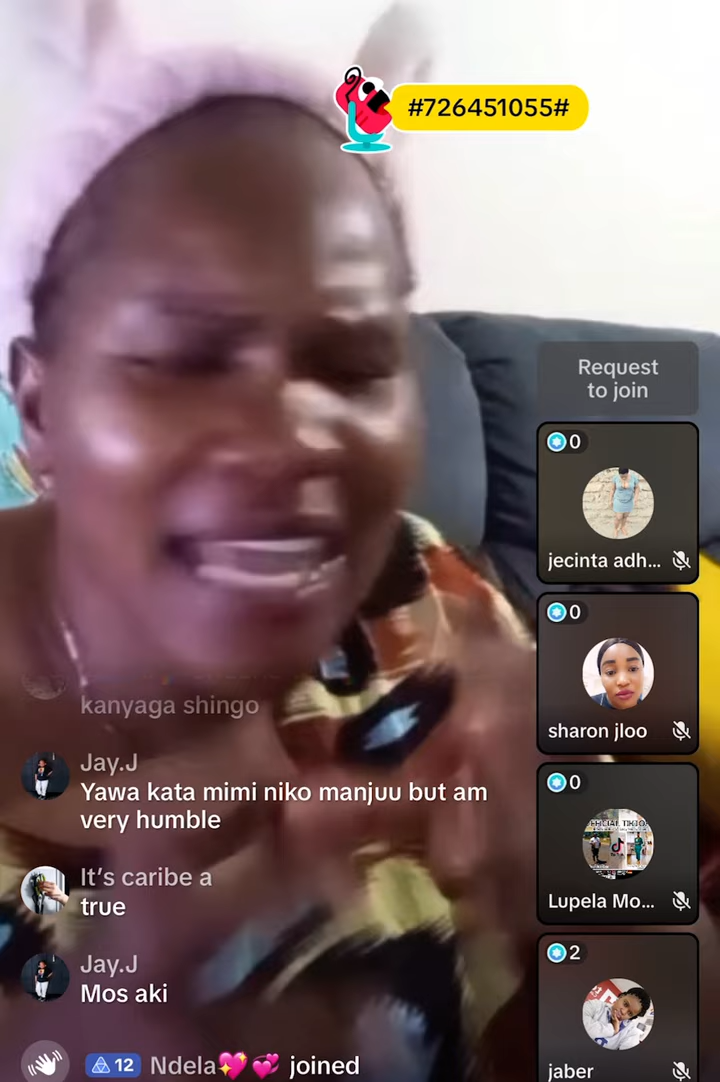 #726451055#
Request
to join
0
jecinta adh...
0
sharon jloo
0
Lupela Mo...
2
jaber
kanyaga shingo
Jay.J
Yawa kata mimi niko manjuu but am
very humble
It's caribe a
true
Jay.J
Mos aki
12 Ndela💖💞 joined